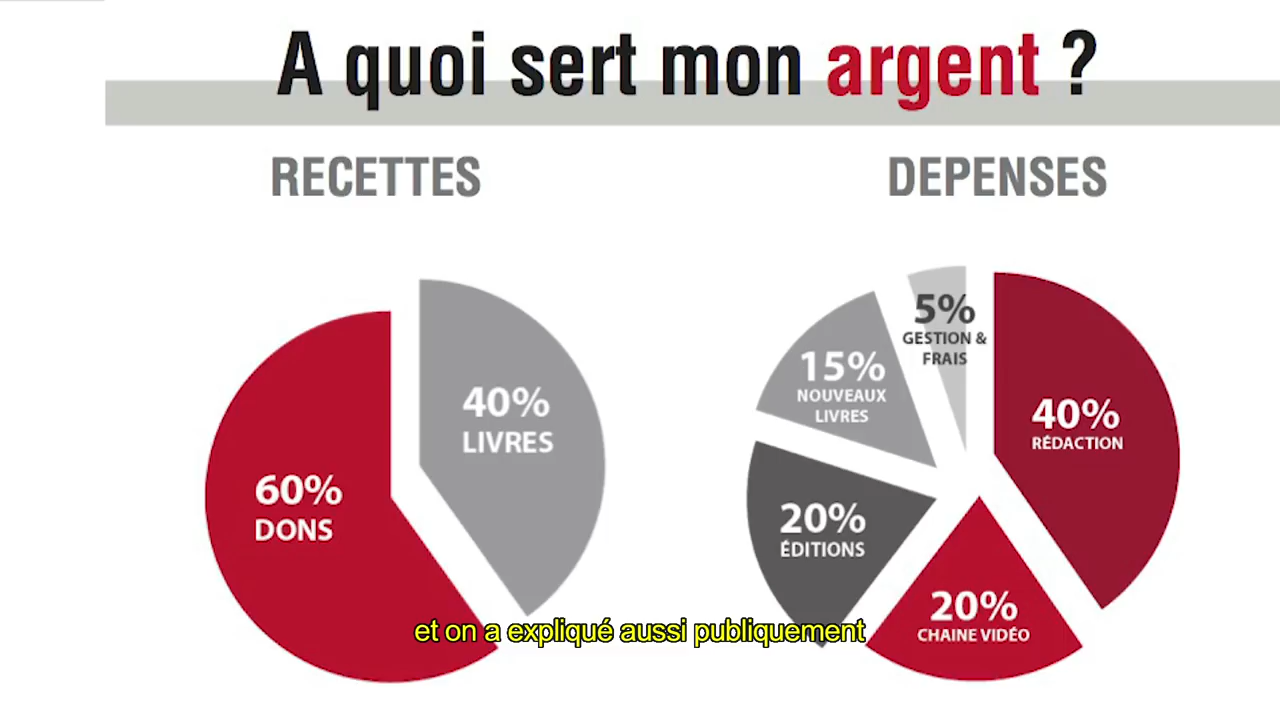 A quoi sert mon argent ?
RECETTES
DEPENSES
40%
LIVRES
60%
DONS
5%
GESTION &
FRAIS
15%
NOUVEAUX
LIVRES
40%
RÉDACTION
20%
ÉDITIONS
20%
CHAINE VIDÉO
et on a expliqué aussi publiquement